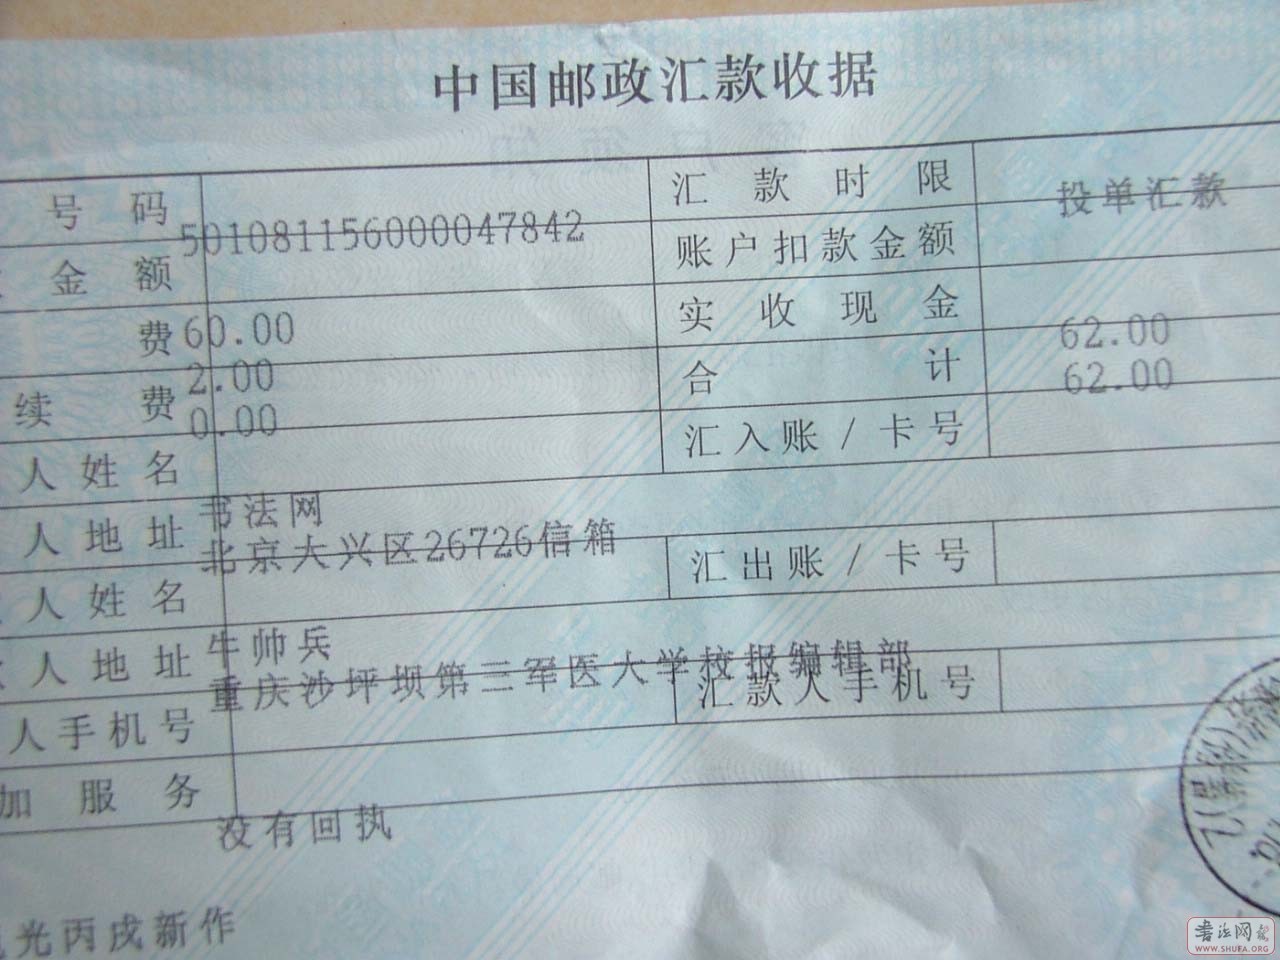 中国邮政汇款收据
号码 5010811560000047842 汇款时限 投单汇款
金额 60.00 账户扣款金额
费 2.00 实收现金 62.00
续费 0.00 合计 62.00
人姓名 书法网 汇入账/卡号
人地址 北京大兴区26726信箱
人姓名 牛帅兵 汇出账/卡号
人地址 重庆沙坪坝第三军医大学校报编辑部
人手机号 汇款人手机号
加服务 没有回执
光丙戌新作
书法网
WWW.SHUFA.ORG